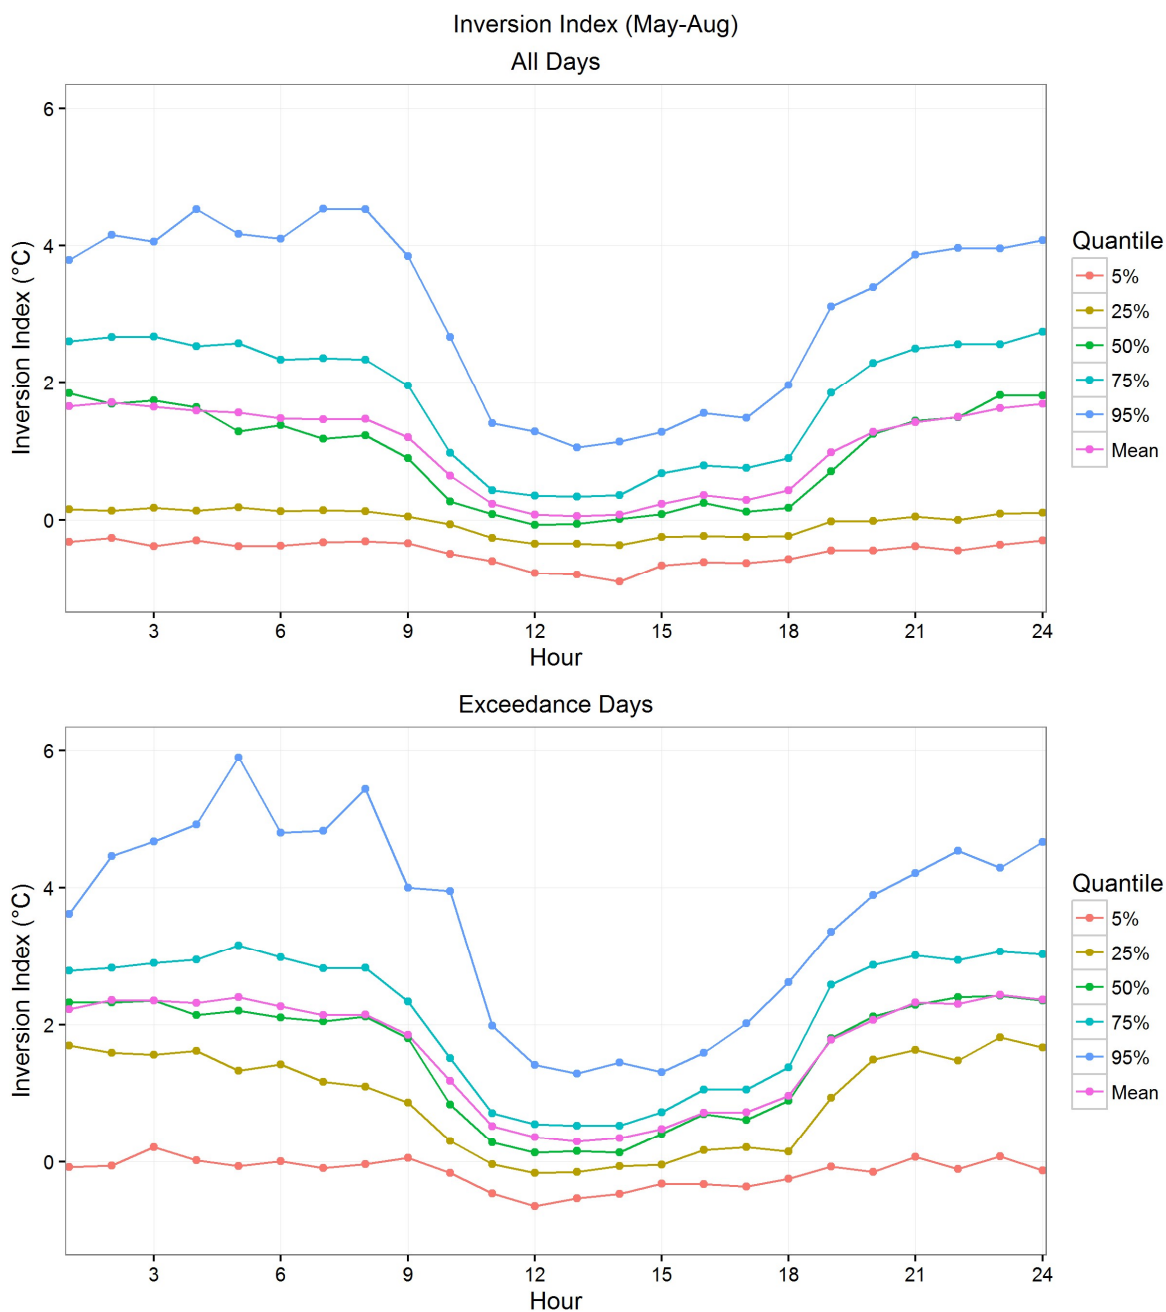 Inversion Index (May-Aug)
All Days
Inversion Index (°C)
6
4
2
0
3 6 9 12 15 18 21 24
Hour
Quantile
5%
25%
50%
75%
95%
Mean
Exceedance Days
Inversion Index (°C)
6
4
2
0
3 6 9 12 15 18 21 24
Hour
Quantile
5%
25%
50%
75%
95%
Mean